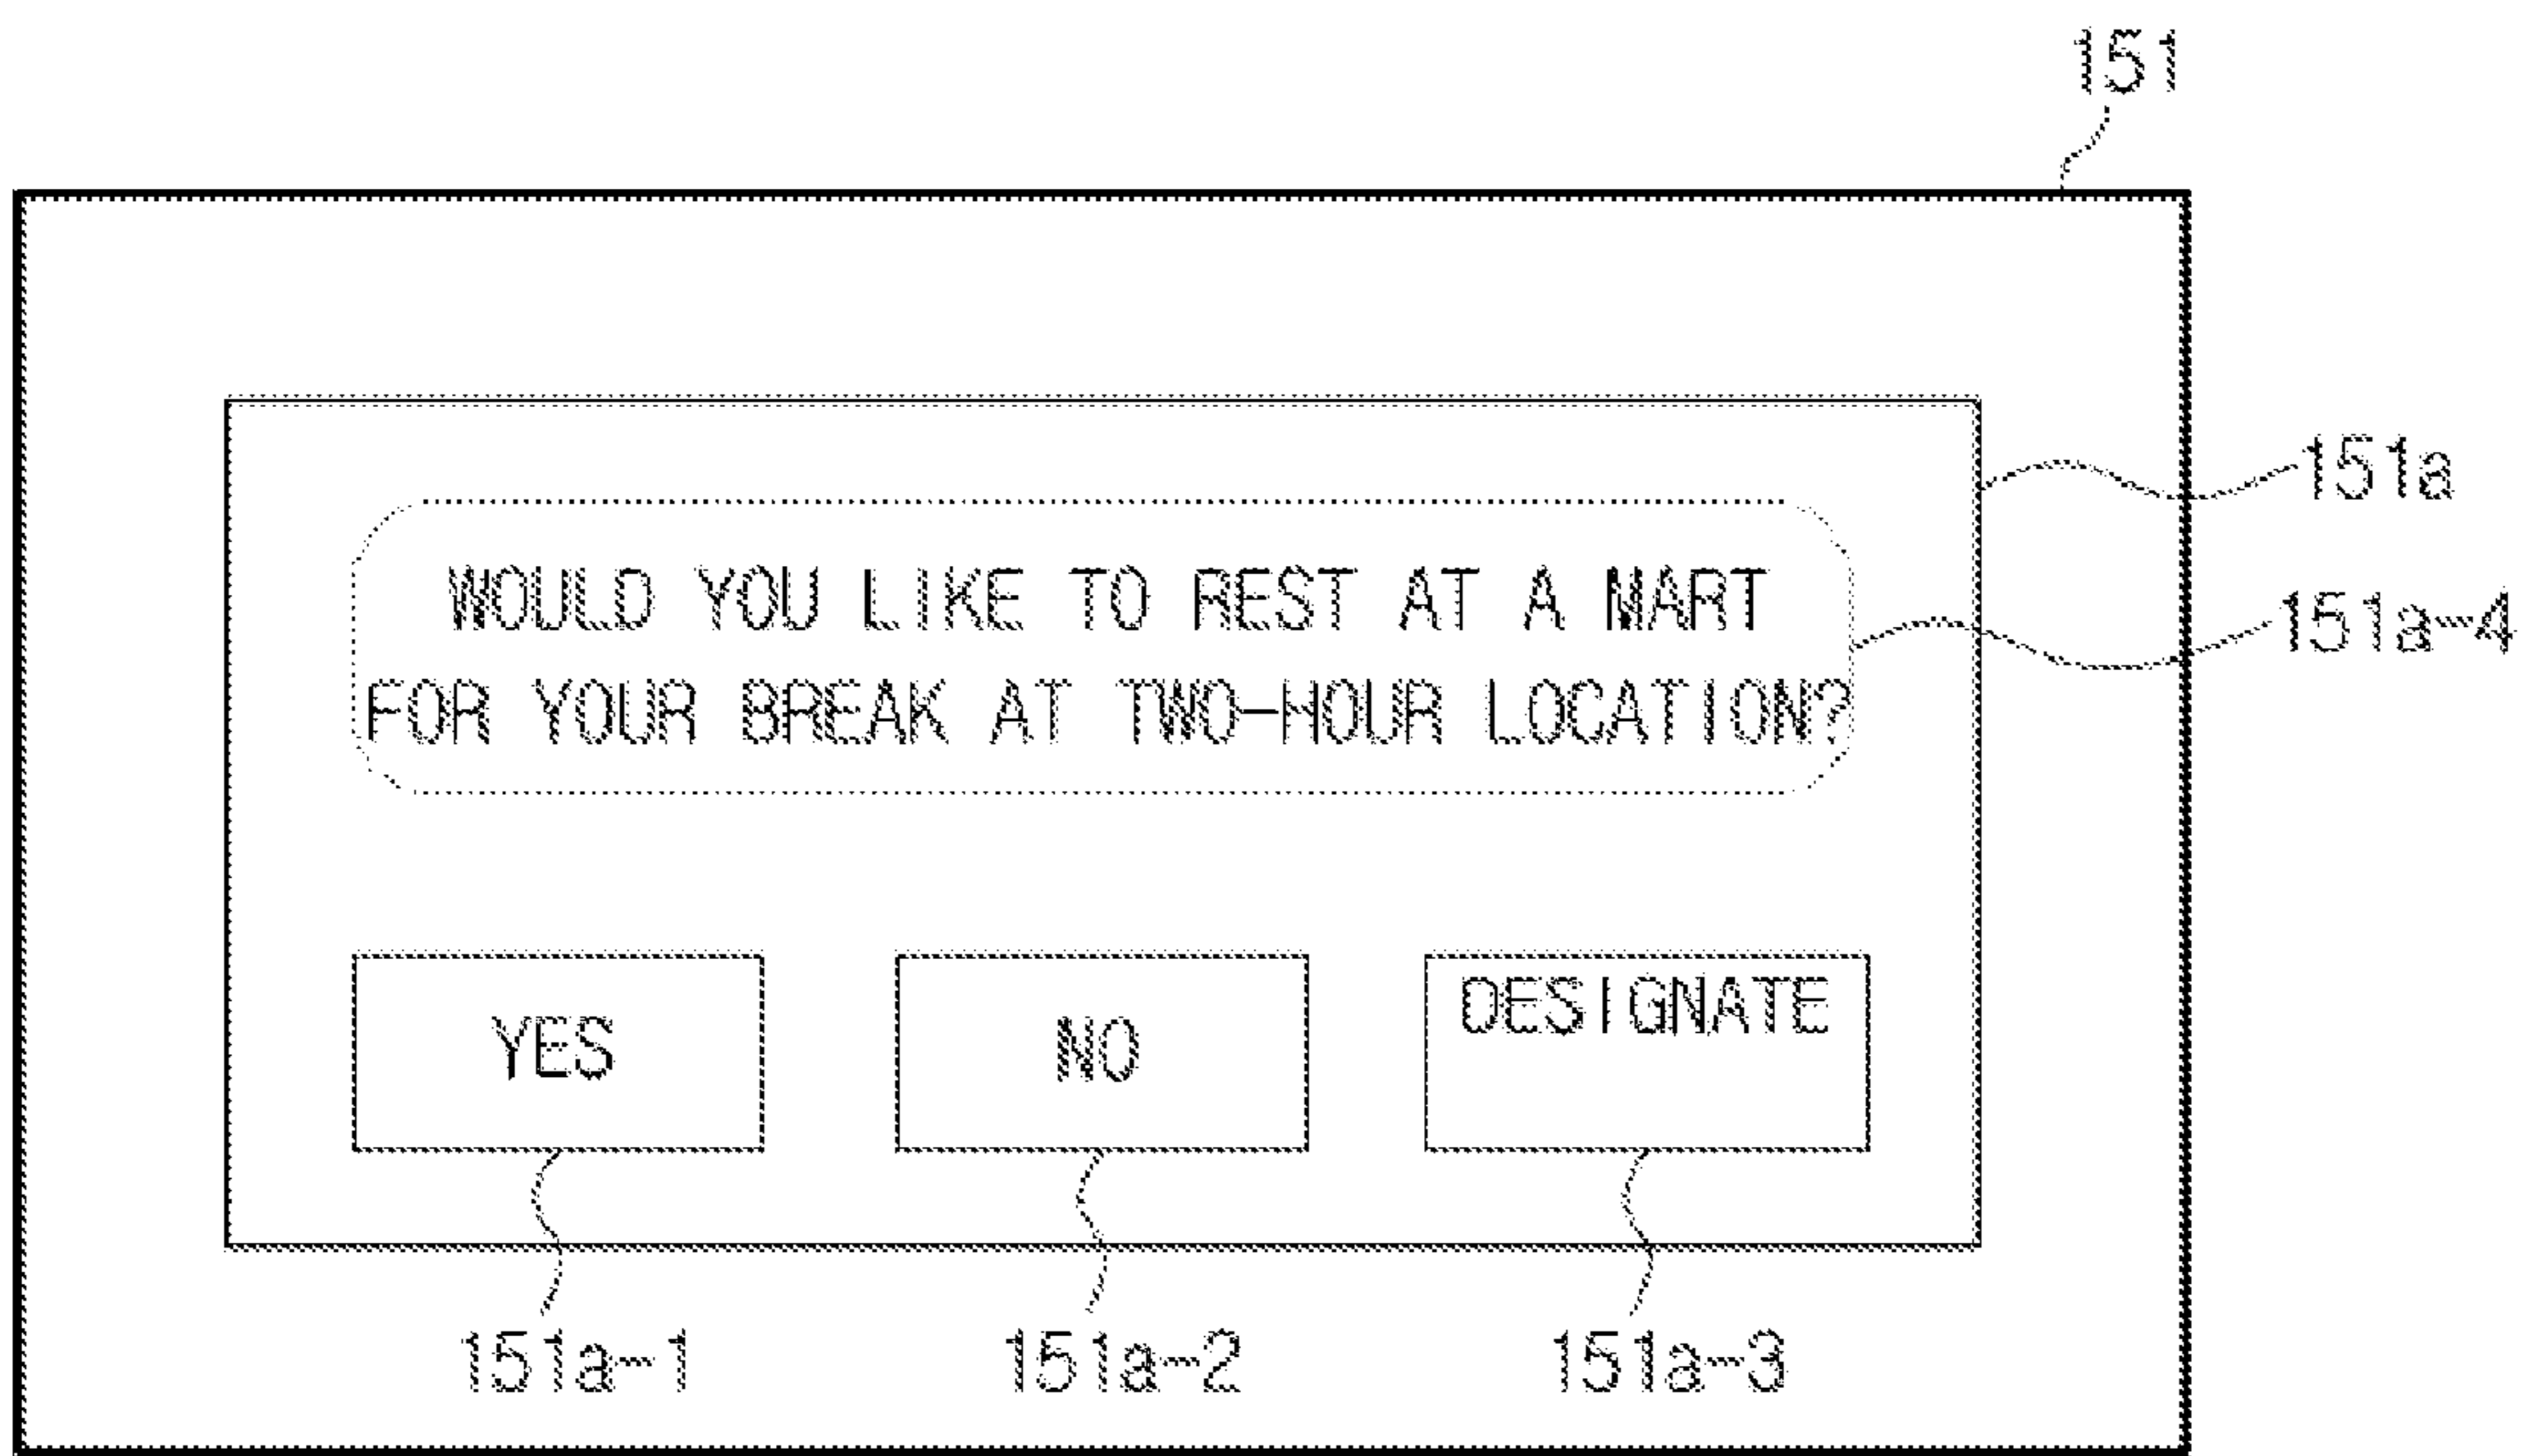 151
151a
WOULD YOU LIKE TO REST AT A MART
FOR YOUR BREAK AT TWO-HOUR LOCATION?
151a-4
YES
NO
DESIGNATE
151a-1
151a-2
151a-3